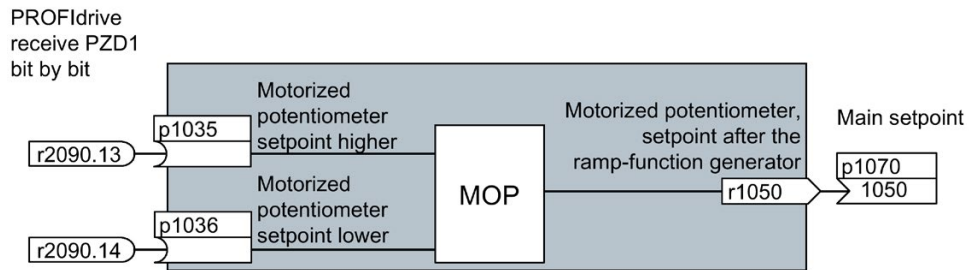 PROFIdrive
receive PZD1
bit by bit
Motorized
potentiometer
setpoint higher
p1035
r2090.13
Motorized
potentiometer
setpoint lower
p1036
r2090.14
MOP
Motorized potentiometer,
setpoint after the
ramp-function generator
r1050
Main setpoint
p1070
1050